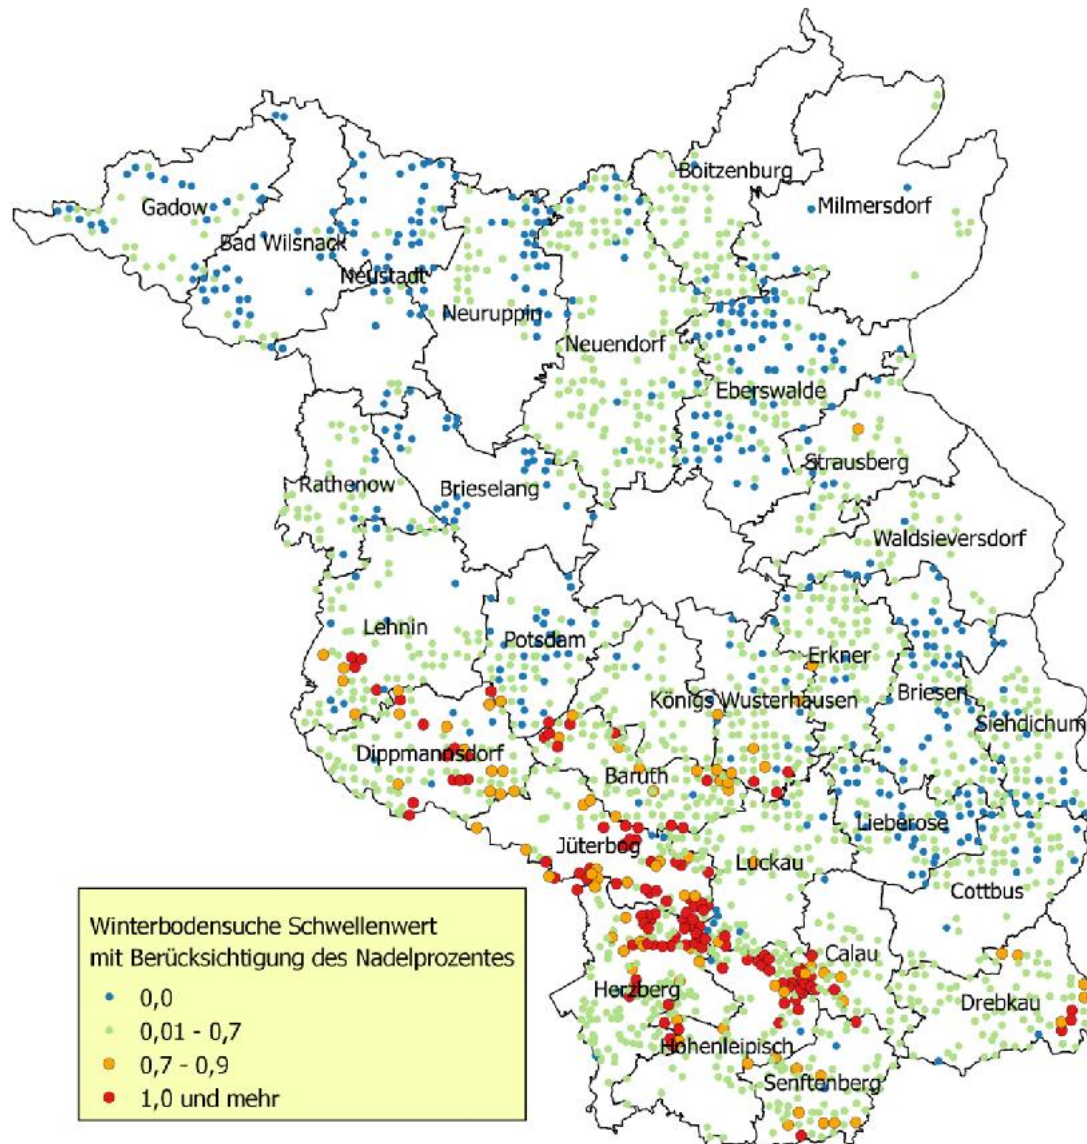 Boitzenburg
Milmersdorf
Gadow
Bad Wilsnack
Neustadt
Neuruppin
Neuendorf
Eberswalde
Strausberg
Rathenow
Brieselang
Waldsieversdorf
Lehnin
Potsdam
Erkner
Königs Wusterhausen
Briesen
Siehdichum
Dippmannsdorf
Baruth
Lieberose
Jüterbog
Luckau
Cottbus
Calau
Herzberg
Drebkau
Hohenleipisch
Senftenberg
Winterbodensuche Schwellenwert
mit Berücksichtigung des Nadelprozentes
0,0
0,01 - 0,7
0,7 - 0,9
1,0 und mehr